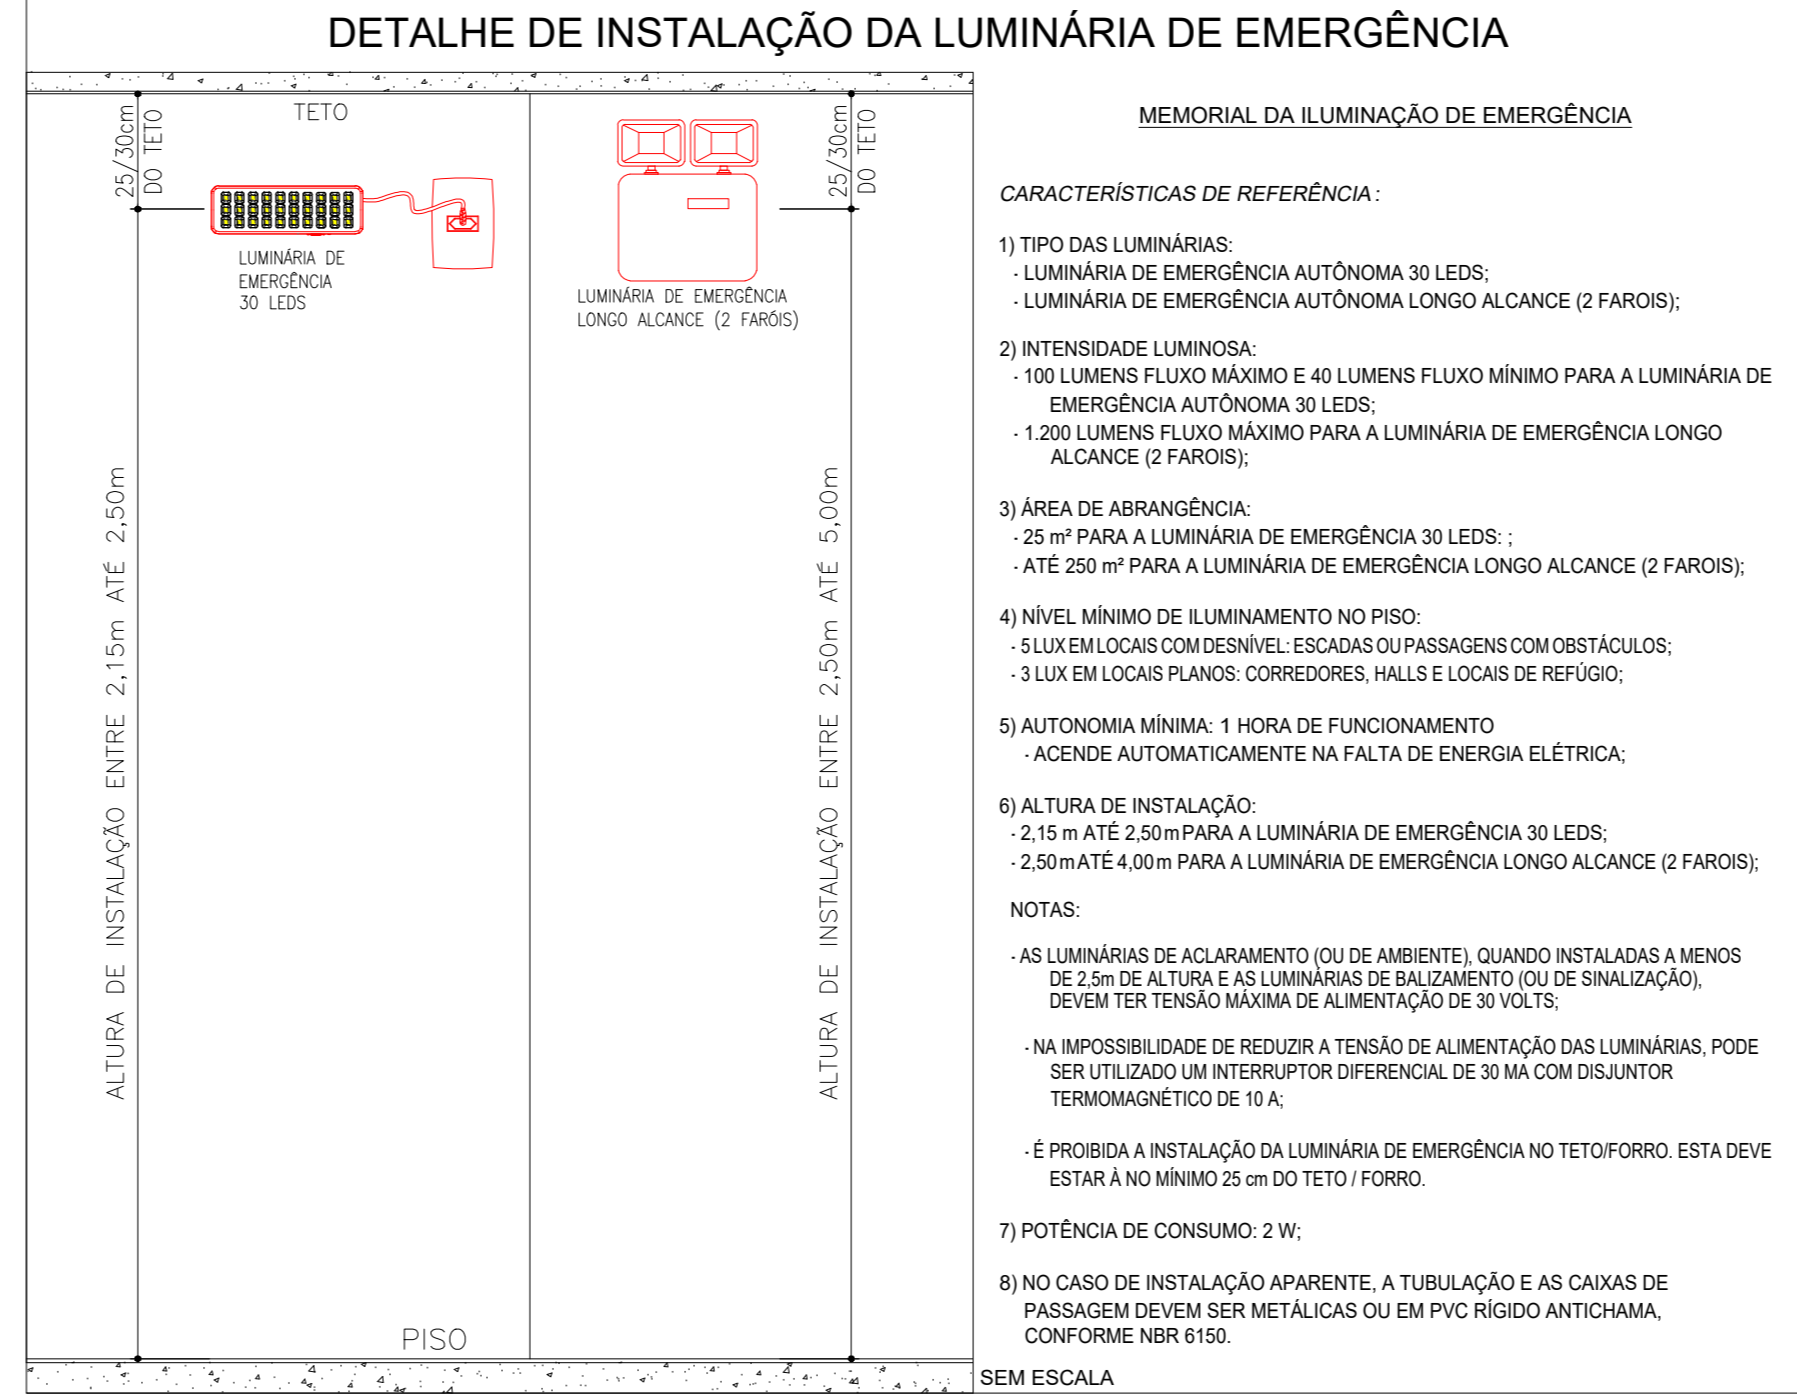 DETALHE DE INSTALAÇÃO DA LUMINÁRIA DE EMERGÊNCIA
TETO
25/30cm
DO TETO
LUMINÁRIA DE
EMERGÊNCIA
30 LEDS
ALTURA DE INSTALAÇÃO ENTRE 2,15m ATÉ 2,50m
25/30cm
DO TETO
LUMINÁRIA DE EMERGÊNCIA
LONGO ALCANCE (2 FARÓIS)
ALTURA DE INSTALAÇÃO ENTRE 2,50m ATÉ 5,00m
PISO
MEMORIAL DA ILUMINAÇÃO DE EMERGÊNCIA
CARACTERÍSTICAS DE REFERÊNCIA :
1) TIPO DAS LUMINÁRIAS:
- LUMINÁRIA DE EMERGÊNCIA AUTÔNOMA 30 LEDS;
- LUMINÁRIA DE EMERGÊNCIA AUTÔNOMA LONGO ALCANCE (2 FAROIS);
2) INTENSIDADE LUMINOSA:
- 100 LUMENS FLUXO MÁXIMO E 40 LUMENS FLUXO MÍNIMO PARA A LUMINÁRIA DE
EMERGÊNCIA AUTÔNOMA 30 LEDS;
- 1.200 LUMENS FLUXO MÁXIMO PARA A LUMINÁRIA DE EMERGÊNCIA LONGO
ALCANCE (2 FAROIS);
3) ÁREA DE ABRANGÊNCIA:
- 25 m² PARA A LUMINÁRIA DE EMERGÊNCIA 30 LEDS: ;
- ATÉ 250 m² PARA A LUMINÁRIA DE EMERGÊNCIA LONGO ALCANCE (2 FAROIS);
4) NÍVEL MÍNIMO DE ILUMINAMENTO NO PISO:
- 5 LUX EM LOCAIS COM DESNÍVEL: ESCADAS OU PASSAGENS COM OBSTÁCULOS;
- 3 LUX EM LOCAIS PLANOS: CORREDORES, HALLS E LOCAIS DE REFÚGIO;
5) AUTONOMIA MÍNIMA: 1 HORA DE FUNCIONAMENTO
- ACENDE AUTOMATICAMENTE NA FALTA DE ENERGIA ELÉTRICA;
6) ALTURA DE INSTALAÇÃO:
- 2,15 m ATÉ 2,50 m PARA A LUMINÁRIA DE EMERGÊNCIA 30 LEDS;
- 2,50 m ATÉ 4,00 m PARA A LUMINÁRIA DE EMERGÊNCIA LONGO ALCANCE (2 FAROIS);
NOTAS:
- AS LUMINÁRIAS DE ACLARAMENTO (OU DE AMBIENTE), QUANDO INSTALADAS A MENOS
DE 2,5m DE ALTURA E AS LUMINÁRIAS DE BALIZAMENTO (OU DE SINALIZAÇÃO),
DEVEM TER TENSÃO MÁXIMA DE ALIMENTAÇÃO DE 30 VOLTS;
- NA IMPOSSIBILIDADE DE REDUZIR A TENSÃO DE ALIMENTAÇÃO DAS LUMINÁRIAS, PODE
SER UTILIZADO UM INTERRUPTOR DIFERENCIAL DE 30 MA COM DISJUNTOR
TERMOMAGNÉTICO DE 10 A;
- É PROIBIDA A INSTALAÇÃO DA LUMINÁRIA DE EMERGÊNCIA NO TETO/FORRO. ESTA DEVE
ESTAR À NO MÍNIMO 25 cm DO TETO / FORRO.
7) POTÊNCIA DE CONSUMO: 2 W;
8) NO CASO DE INSTALAÇÃO APARENTE, A TUBULAÇÃO E AS CAIXAS DE
PASSAGEM DEVEM SER METÁLICAS OU EM PVC RÍGIDO ANTICHAMA,
CONFORME NBR 6150.
SEM ESCALA